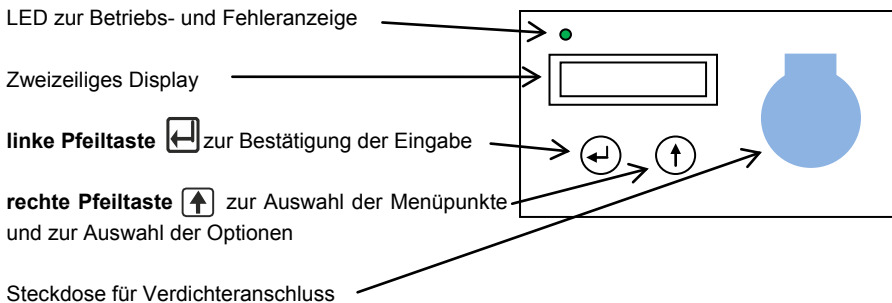 LED zur Betriebs- und Fehleranzeige
Zweizeiliges Display
linke Pfeiltaste zur Bestätigung der Eingabe
rechte Pfeiltaste zur Auswahl der Menüpunkte
und zur Auswahl der Optionen
Steckdose für Verdichteranschluss